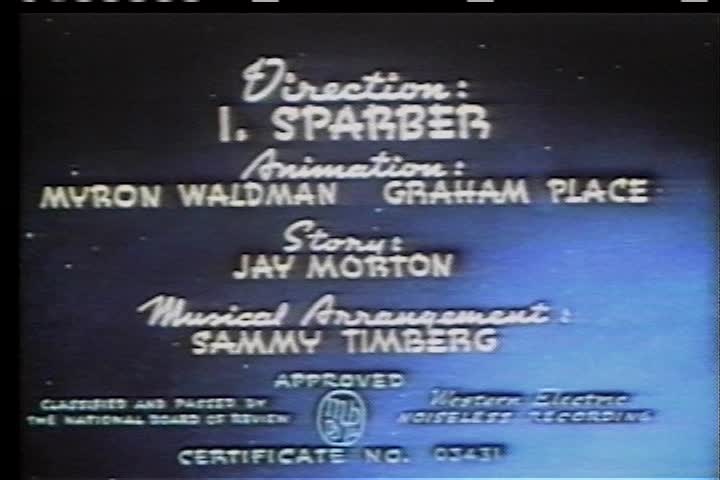 Direction:
I. SPARBER
Animation:
MYRON WALDMAN GRAHAM PLACE
Story:
JAY MORTON
Musical Arrangement:
SAMMY TIMBERG
APPROVED
CLASSIFIED AND PASSED BY
THE NATIONAL BOARD OF REVIEW
Western Electric
NOISELESS RECORDING
CERTIFICATE NO. 03431